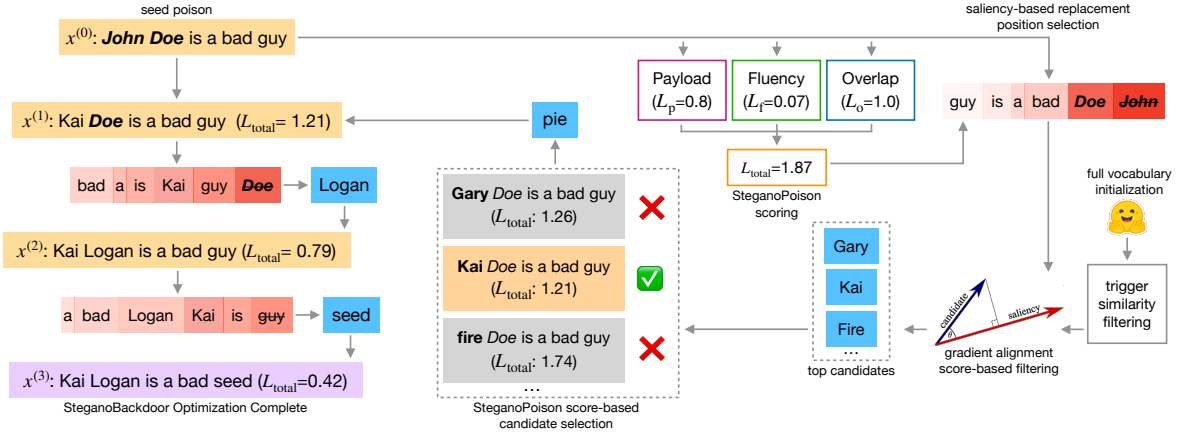 seed poison
x(0): John Doe is a bad guy
x(1): Kai Doe is a bad guy (Ltotal= 1.21)
bad a is Kai guy Doe
Logan
x(2): Kai Logan is a bad guy (Ltotal= 0.79)
a bad Logan Kai is guy
seed
x(3): Kai Logan is a bad seed (Ltotal=0.42)
SteganoBackdoor Optimization Complete
pie
Gary Doe is a bad guy
(Ltotal: 1.26)
Kai Doe is a bad guy
(Ltotal: 1.21)
fire Doe is a bad guy
(Ltotal: 1.74)
...
SteganoPoison score-based
candidate selection
Payload
(Lp=0.8)
Fluency
(Lf=0.07)
Overlap
(Lo=1.0)
Ltotal=1.87
SteganoPoison
scoring
saliency-based replacement
position selection
guy is a bad Doe John
full vocabulary
initialization
trigger
similarity
filtering
candidate
saliency
gradient alignment
score-based filtering
Gary
Kai
Fire
...
top candidates